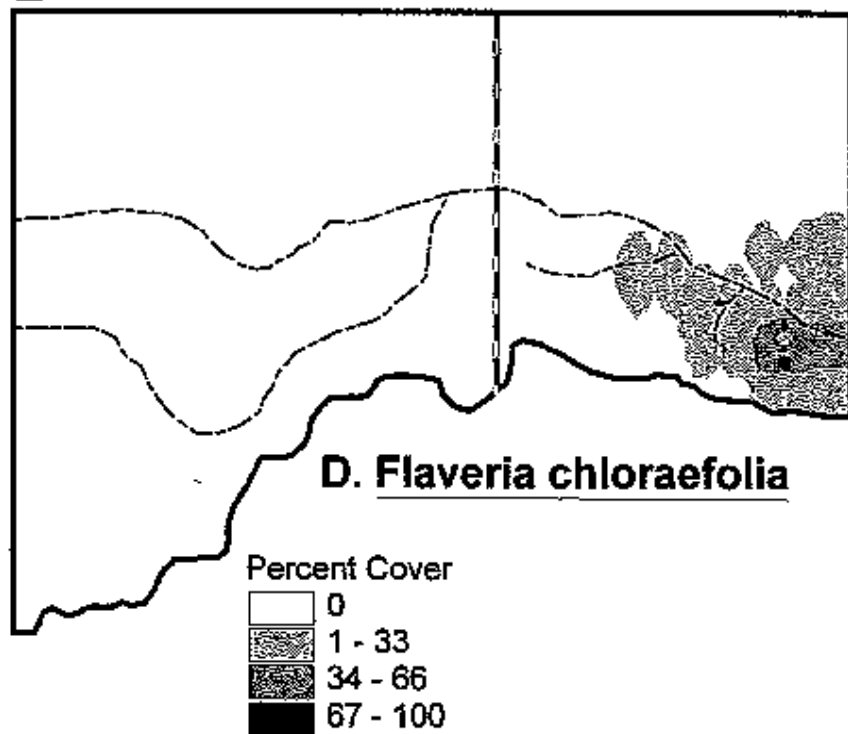 D. Flaveria chloraefolia
Percent Cover
0
1 - 33
34 - 66
67 - 100